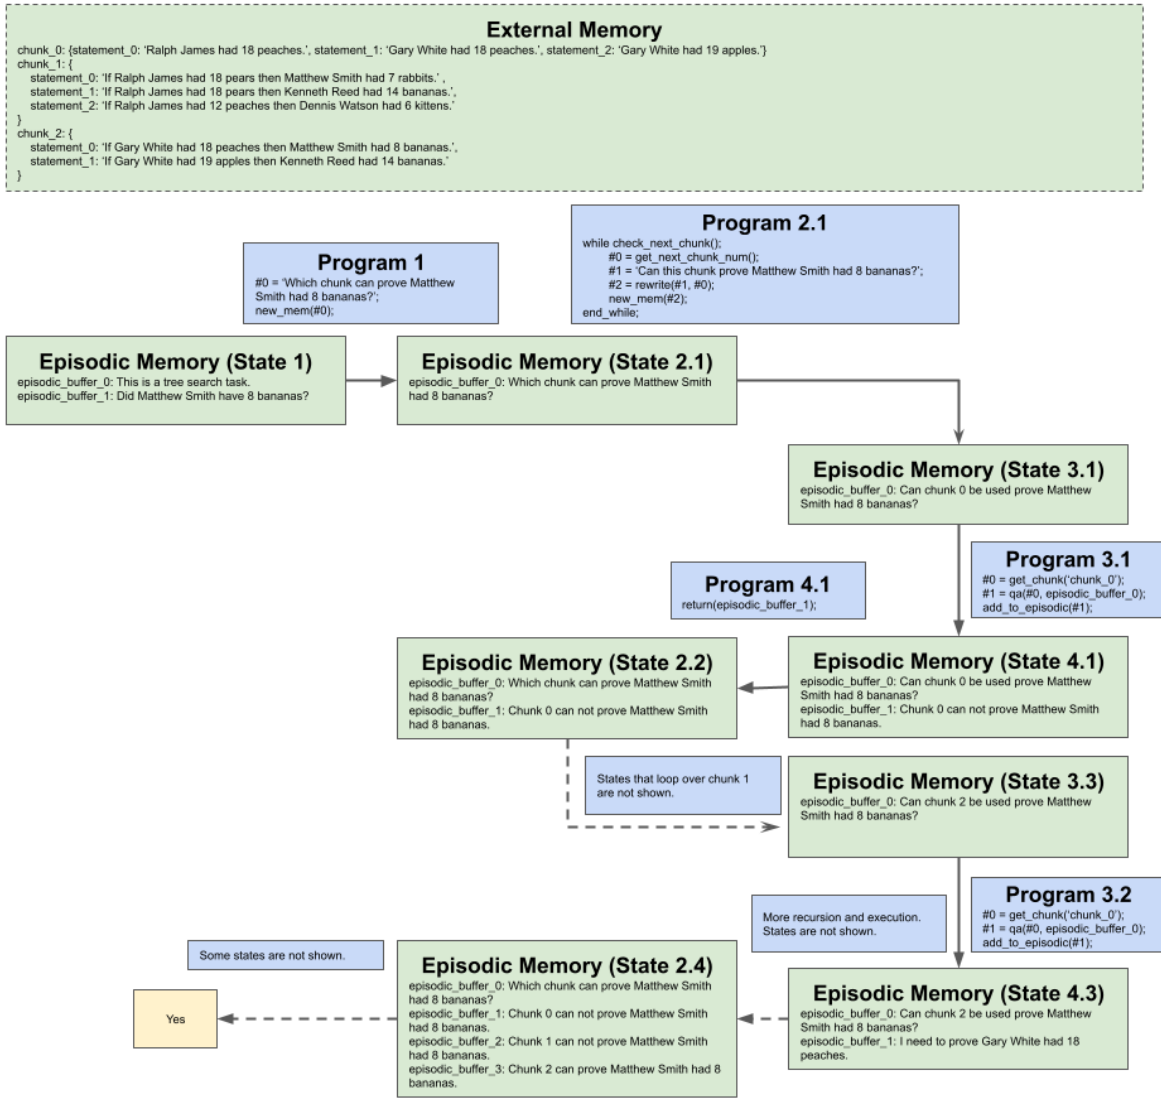 External Memory
chunk_0: {statement_0: ‘Ralph James had 18 peaches.’, statement_1: ‘Gary White had 18 peaches.’, statement_2: ‘Gary White had 19 apples.’}
chunk_1: {
statement_0: ‘If Ralph James had 18 pears then Matthew Smith had 7 rabbits.’ ,
statement_1: ‘If Ralph James had 18 pears then Kenneth Reed had 14 bananas.’,
statement_2: ‘If Ralph James had 12 peaches then Dennis Watson had 6 kittens.’
}
chunk_2: {
statement_0: ‘If Gary White had 18 peaches then Matthew Smith had 8 bananas.’,
statement_1: ‘If Gary White had 19 apples then Kenneth Reed had 14 bananas.’
}
Program 1
#0 = ‘Which chunk can prove Matthew
Smith had 8 bananas?’;
new_mem(#0);
Program 2.1
while check_next_chunk();
#0 = get_next_chunk_num();
#1 = ‘Can this chunk prove Matthew Smith had 8 bananas?’;
#2 = rewrite(#1, #0);
new_mem(#2);
end_while;
Episodic Memory (State 1)
episodic_buffer_0: This is a tree search task.
episodic_buffer_1: Did Matthew Smith have 8 bananas?
Episodic Memory (State 2.1)
episodic_buffer_0: Which chunk can prove Matthew Smith
had 8 bananas?
Episodic Memory (State 3.1)
episodic_buffer_0: Can chunk 0 be used prove Matthew
Smith had 8 bananas?
Program 3.1
#0 = get_chunk(‘chunk_0’);
#1 = qa(#0, episodic_buffer_0);
add_to_episodic(#1);
Program 4.1
return(episodic_buffer_1);
Episodic Memory (State 2.2)
episodic_buffer_0: Which chunk can prove Matthew Smith
had 8 bananas?
episodic_buffer_1: Chunk 0 can not prove Matthew Smith
had 8 bananas.
Episodic Memory (State 4.1)
episodic_buffer_0: Can chunk 0 be used prove Matthew
Smith had 8 bananas?
episodic_buffer_1: Chunk 0 can not prove Matthew Smith
had 8 bananas.
States that loop over chunk 1
are not shown.
Episodic Memory (State 3.3)
episodic_buffer_0: Can chunk 2 be used prove Matthew
Smith had 8 bananas?
Program 3.2
#0 = get_chunk(‘chunk_0’);
#1 = qa(#0, episodic_buffer_0);
add_to_episodic(#1);
More recursion and execution.
States are not shown.
Some states are not shown.
Episodic Memory (State 2.4)
episodic_buffer_0: Which chunk can prove Matthew Smith
had 8 bananas?
episodic_buffer_1: Chunk 0 can not prove Matthew Smith
had 8 bananas.
episodic_buffer_2: Chunk 1 can not prove Matthew Smith
had 8 bananas.
episodic_buffer_3: Chunk 2 can prove Matthew Smith had 8
bananas.
Episodic Memory (State 4.3)
episodic_buffer_0: Can chunk 2 be used prove Matthew
Smith had 8 bananas?
episodic_buffer_1: I need to prove Gary White had 18
peaches.
Yes